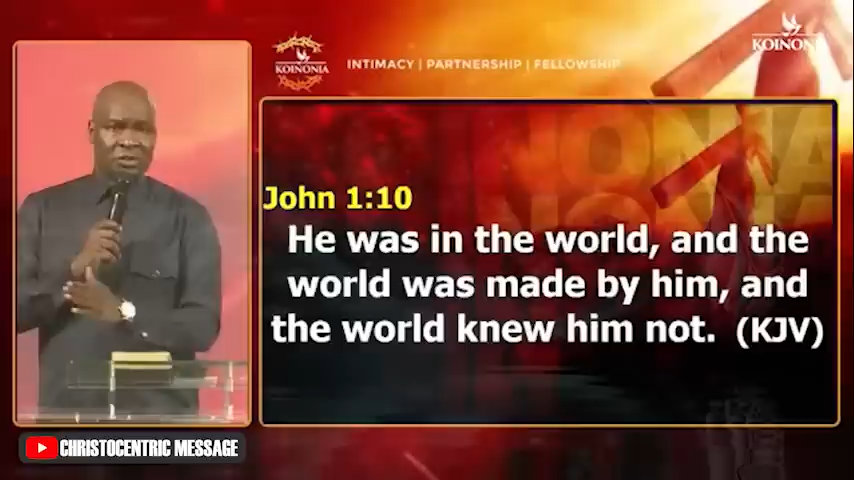 KOINONIA
INTIMACY | PARTNERSHIP | FELLOWSHIP
KOINONIA
John 1:10
He was in the world, and the
world was made by him, and
the world knew him not. (KJV)
CHRISTOCENTRIC MESSAGE